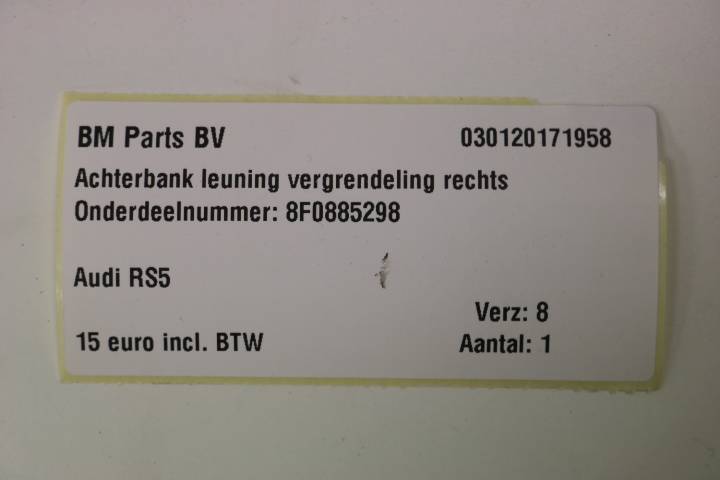 BM Parts BV 030120171958
Achterbank leuning vergrendeling rechts
Onderdeelnummer: 8F0885298
Audi RS5
Verz: 8
15 euro incl. BTW Aantal: 1